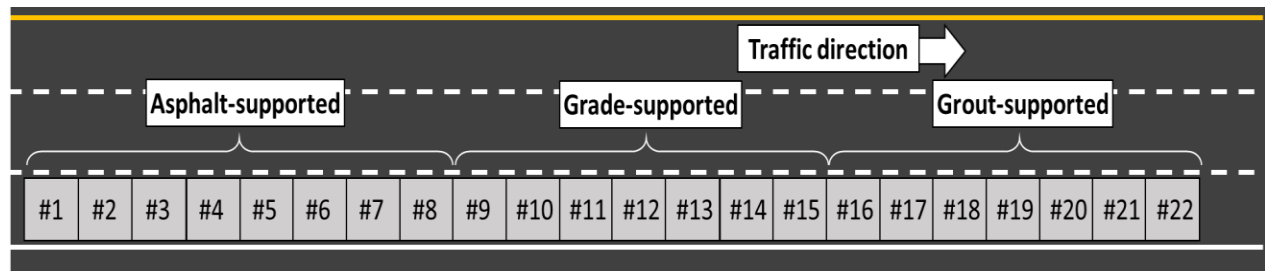 Traffic direction
Asphalt-supported Grade-supported Grout-supported
#1 #2 #3 #4 #5 #6 #7 #8 #9 #10 #11 #12 #13 #14 #15 #16 #17 #18 #19 #20 #21 #22